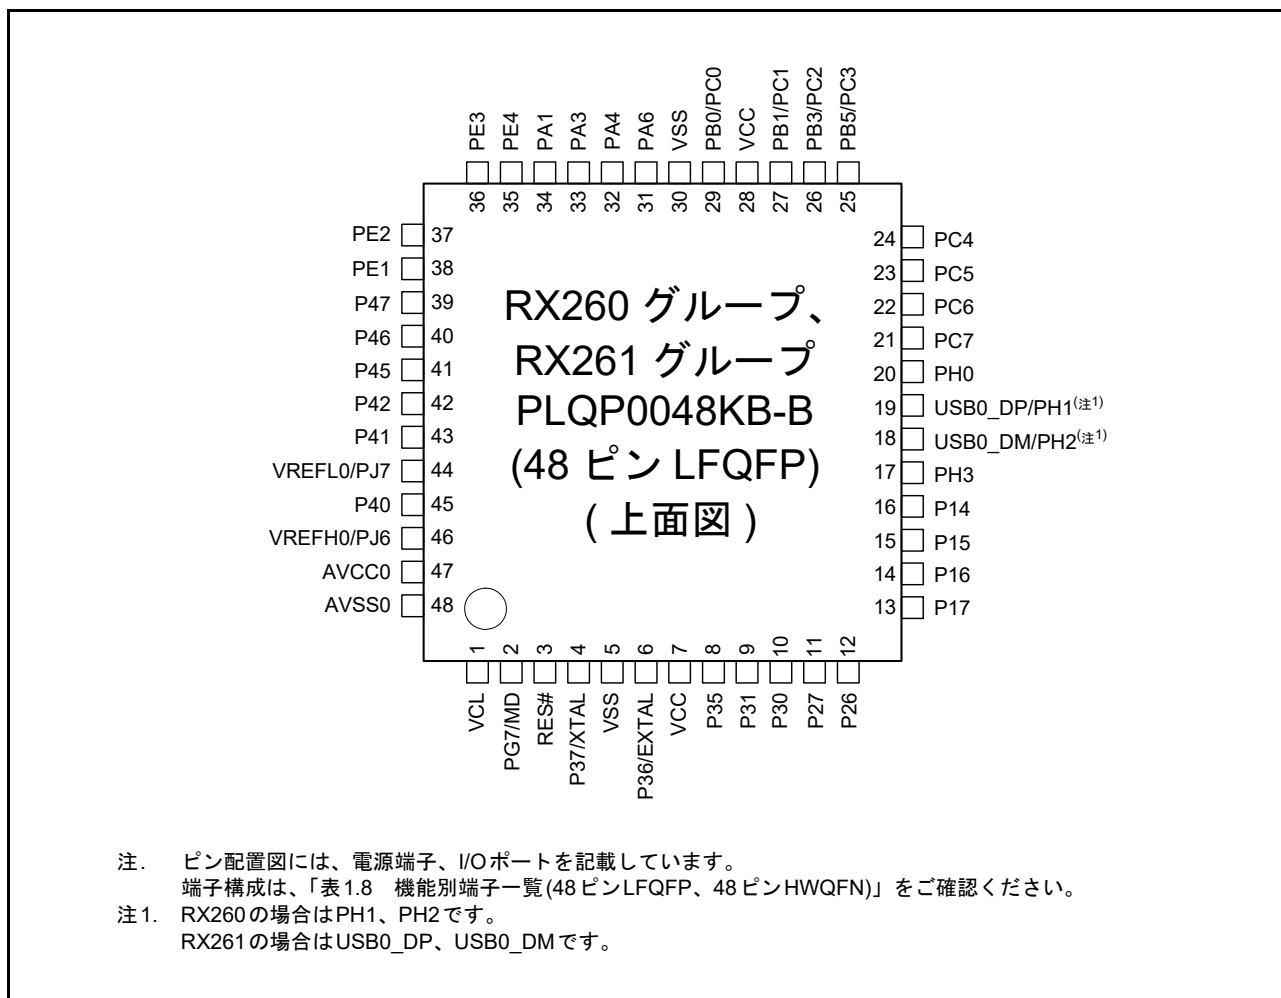 PE3
PE4
PA1
PA3
PA4
PA6
VSS
PB0/PC0
VCC
PB1/PC1
PB3/PC2
PB5/PC3
36
35
34
33
32
31
30
29
28
27
26
25
PE2 37
PE1 38
P47 39
P46 40
P45 41
P42 42
P41 43
VREFL0/PJ7 44
P40 45
VREFH0/PJ6 46
AVCC0 47
AVSS0 48
RX260 グループ、
RX261 グループ
PLQP0048KB-B
(48 ピン LFQFP)
( 上面図 )
24 PC4
23 PC5
22 PC6
21 PC7
20 PH0
19 USB0_DP/PH1(注1)
18 USB0_DM/PH2(注1)
17 PH3
16 P14
15 P15
14 P16
13 P17
1
2
3
4
5
6
7
8
9
10
11
12
VCL
PG7/MD
RES#
P37/XTAL
VSS
P36/EXTAL
VCC
P35
P31
P30
P27
P26
注. ピン配置図には、電源端子、I/Oポートを記載しています。
端子構成は、「表1.8 機能別端子一覧(48ピンLFQFP、48ピンHWQFN)」をご確認ください。
注1. RX260の場合はPH1、PH2です。
RX261の場合はUSB0_DP、USB0_DMです。